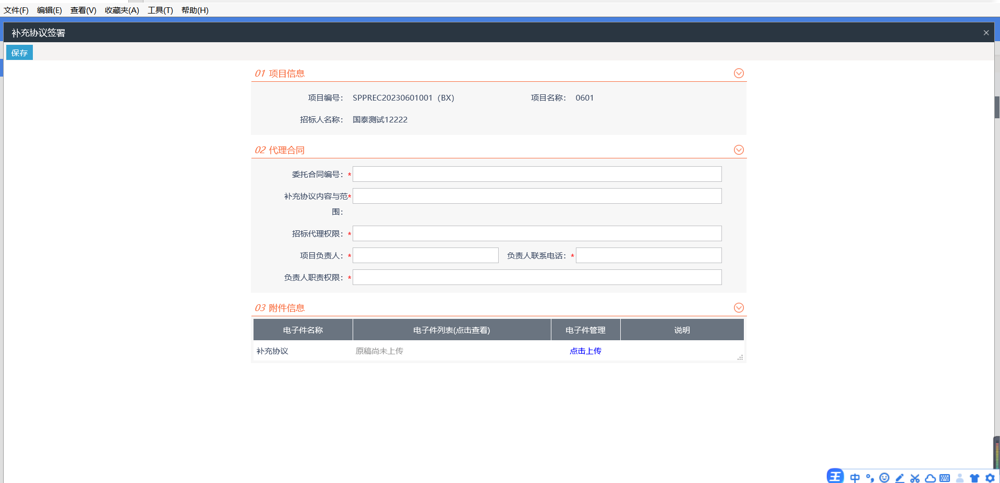 文件(F) 编辑(E) 查看(V) 收藏夹(A) 工具(T) 帮助(H)
补充协议签署
保存
01 项目信息
项目编号： SPPREC20230601001（BX） 项目名称： 0601
招标人名称： 国泰测试12222
02 代理合同
委托合同编号：*
补充协议内容与范*
围：
招标代理权限：*
项目负责人：* 负责人联系电话：*
负责人职责权限：*
03 附件信息
电子件名称 电子件列表(点击查看) 电子件管理 说明
补充协议 原稿尚未上传 点击上传
王 中